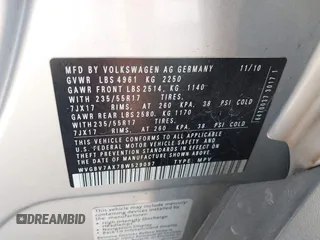 MFD BY VOLKSWAGEN AG GERMANY 11/10
GVWR LBS 4961 KG 2250
GAWR FRONT LBS 2514, KG 1140
WITH 235/55R17 TIRES.
7JX17 RIMS, AT 260 KPA, 38 PSI COLD
GAWR REAR LBS 2580, KG 1170
WITH 235/55R17 TIRES.
7JX17 RIMS, AT 260 KPA, 38 PSI COLD
THIS VEHICLE CONFORMS TO ALL APPLICABLE
FEDERAL MOTOR VEHICLE SAFETY STANDARDS
IN EFFECT ON THE DATE OF MANUFACTURE
SHOWN ABOVE.
TYPE: MPV
DREAMBID